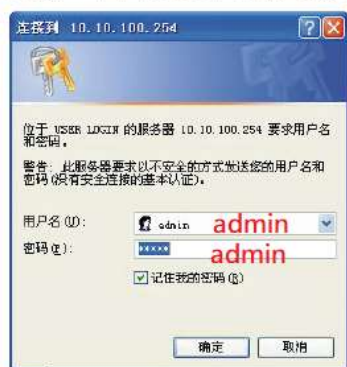 连接到 10.10.100.254
位于 USER LOGIN 的服务器 10.10.100.254 要求用户名
和密码。
警告: 此服务器要求以不安全的方式发送您的用户名和
密码(没有安全连接的基本认证)。
用户名(U): admin admin
密码(P): ••••• admin
记住我的密码(R)
确定 取消